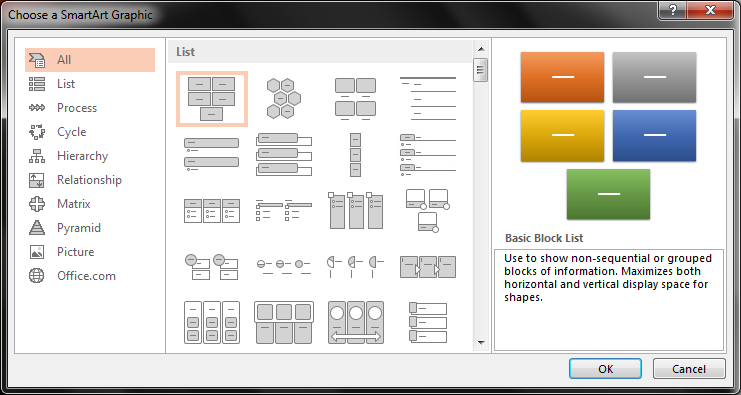 Choose a SmartArt Graphic
All
List
Process
Cycle
Hierarchy
Relationship
Matrix
Pyramid
Picture
Office.com
List
Basic Block List
Use to show non-sequential or grouped
blocks of information. Maximizes both
horizontal and vertical display space for
shapes.
OK
Cancel